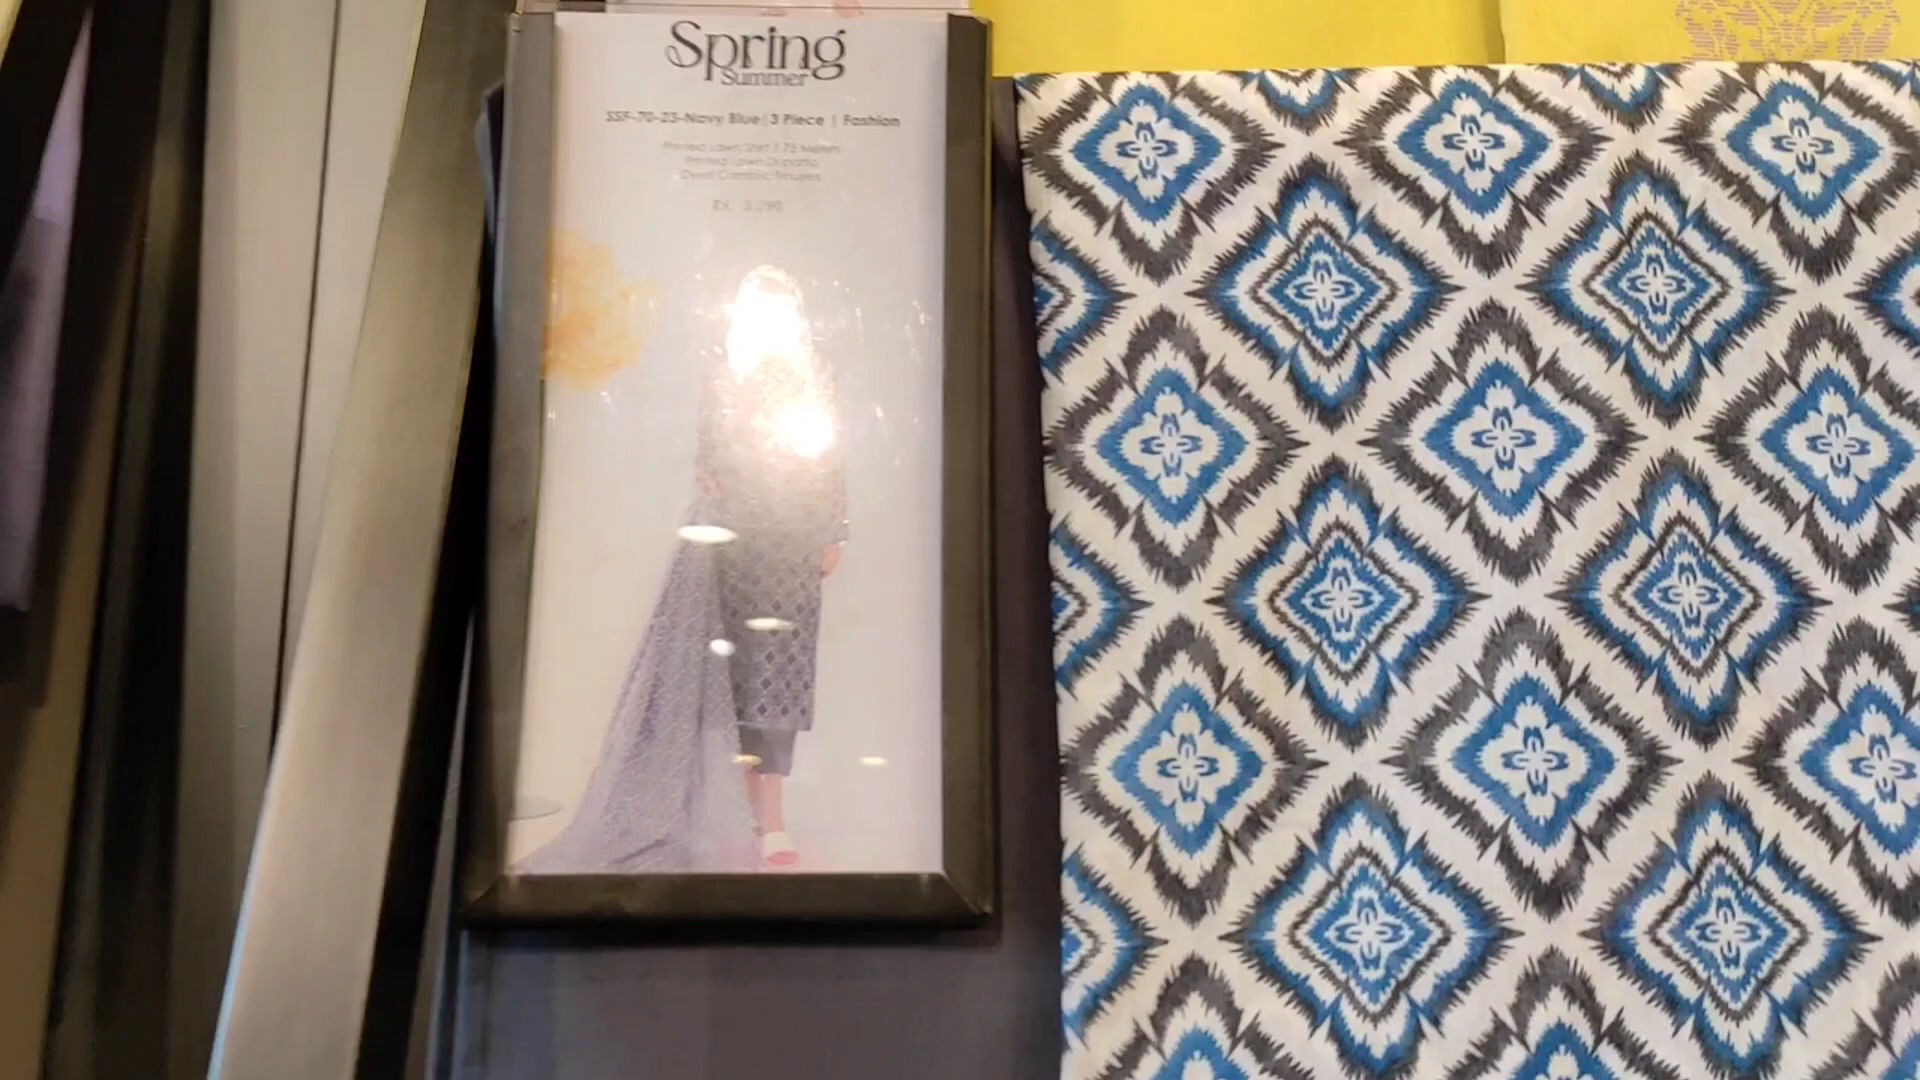 Spring
Summer
SSF-70-23-Navy Blue|3 Piece | Fashion
Printed Lawn Shirt 1.75 Meters
Printed Lawn Dupatta
Dyed Cambric Trousers